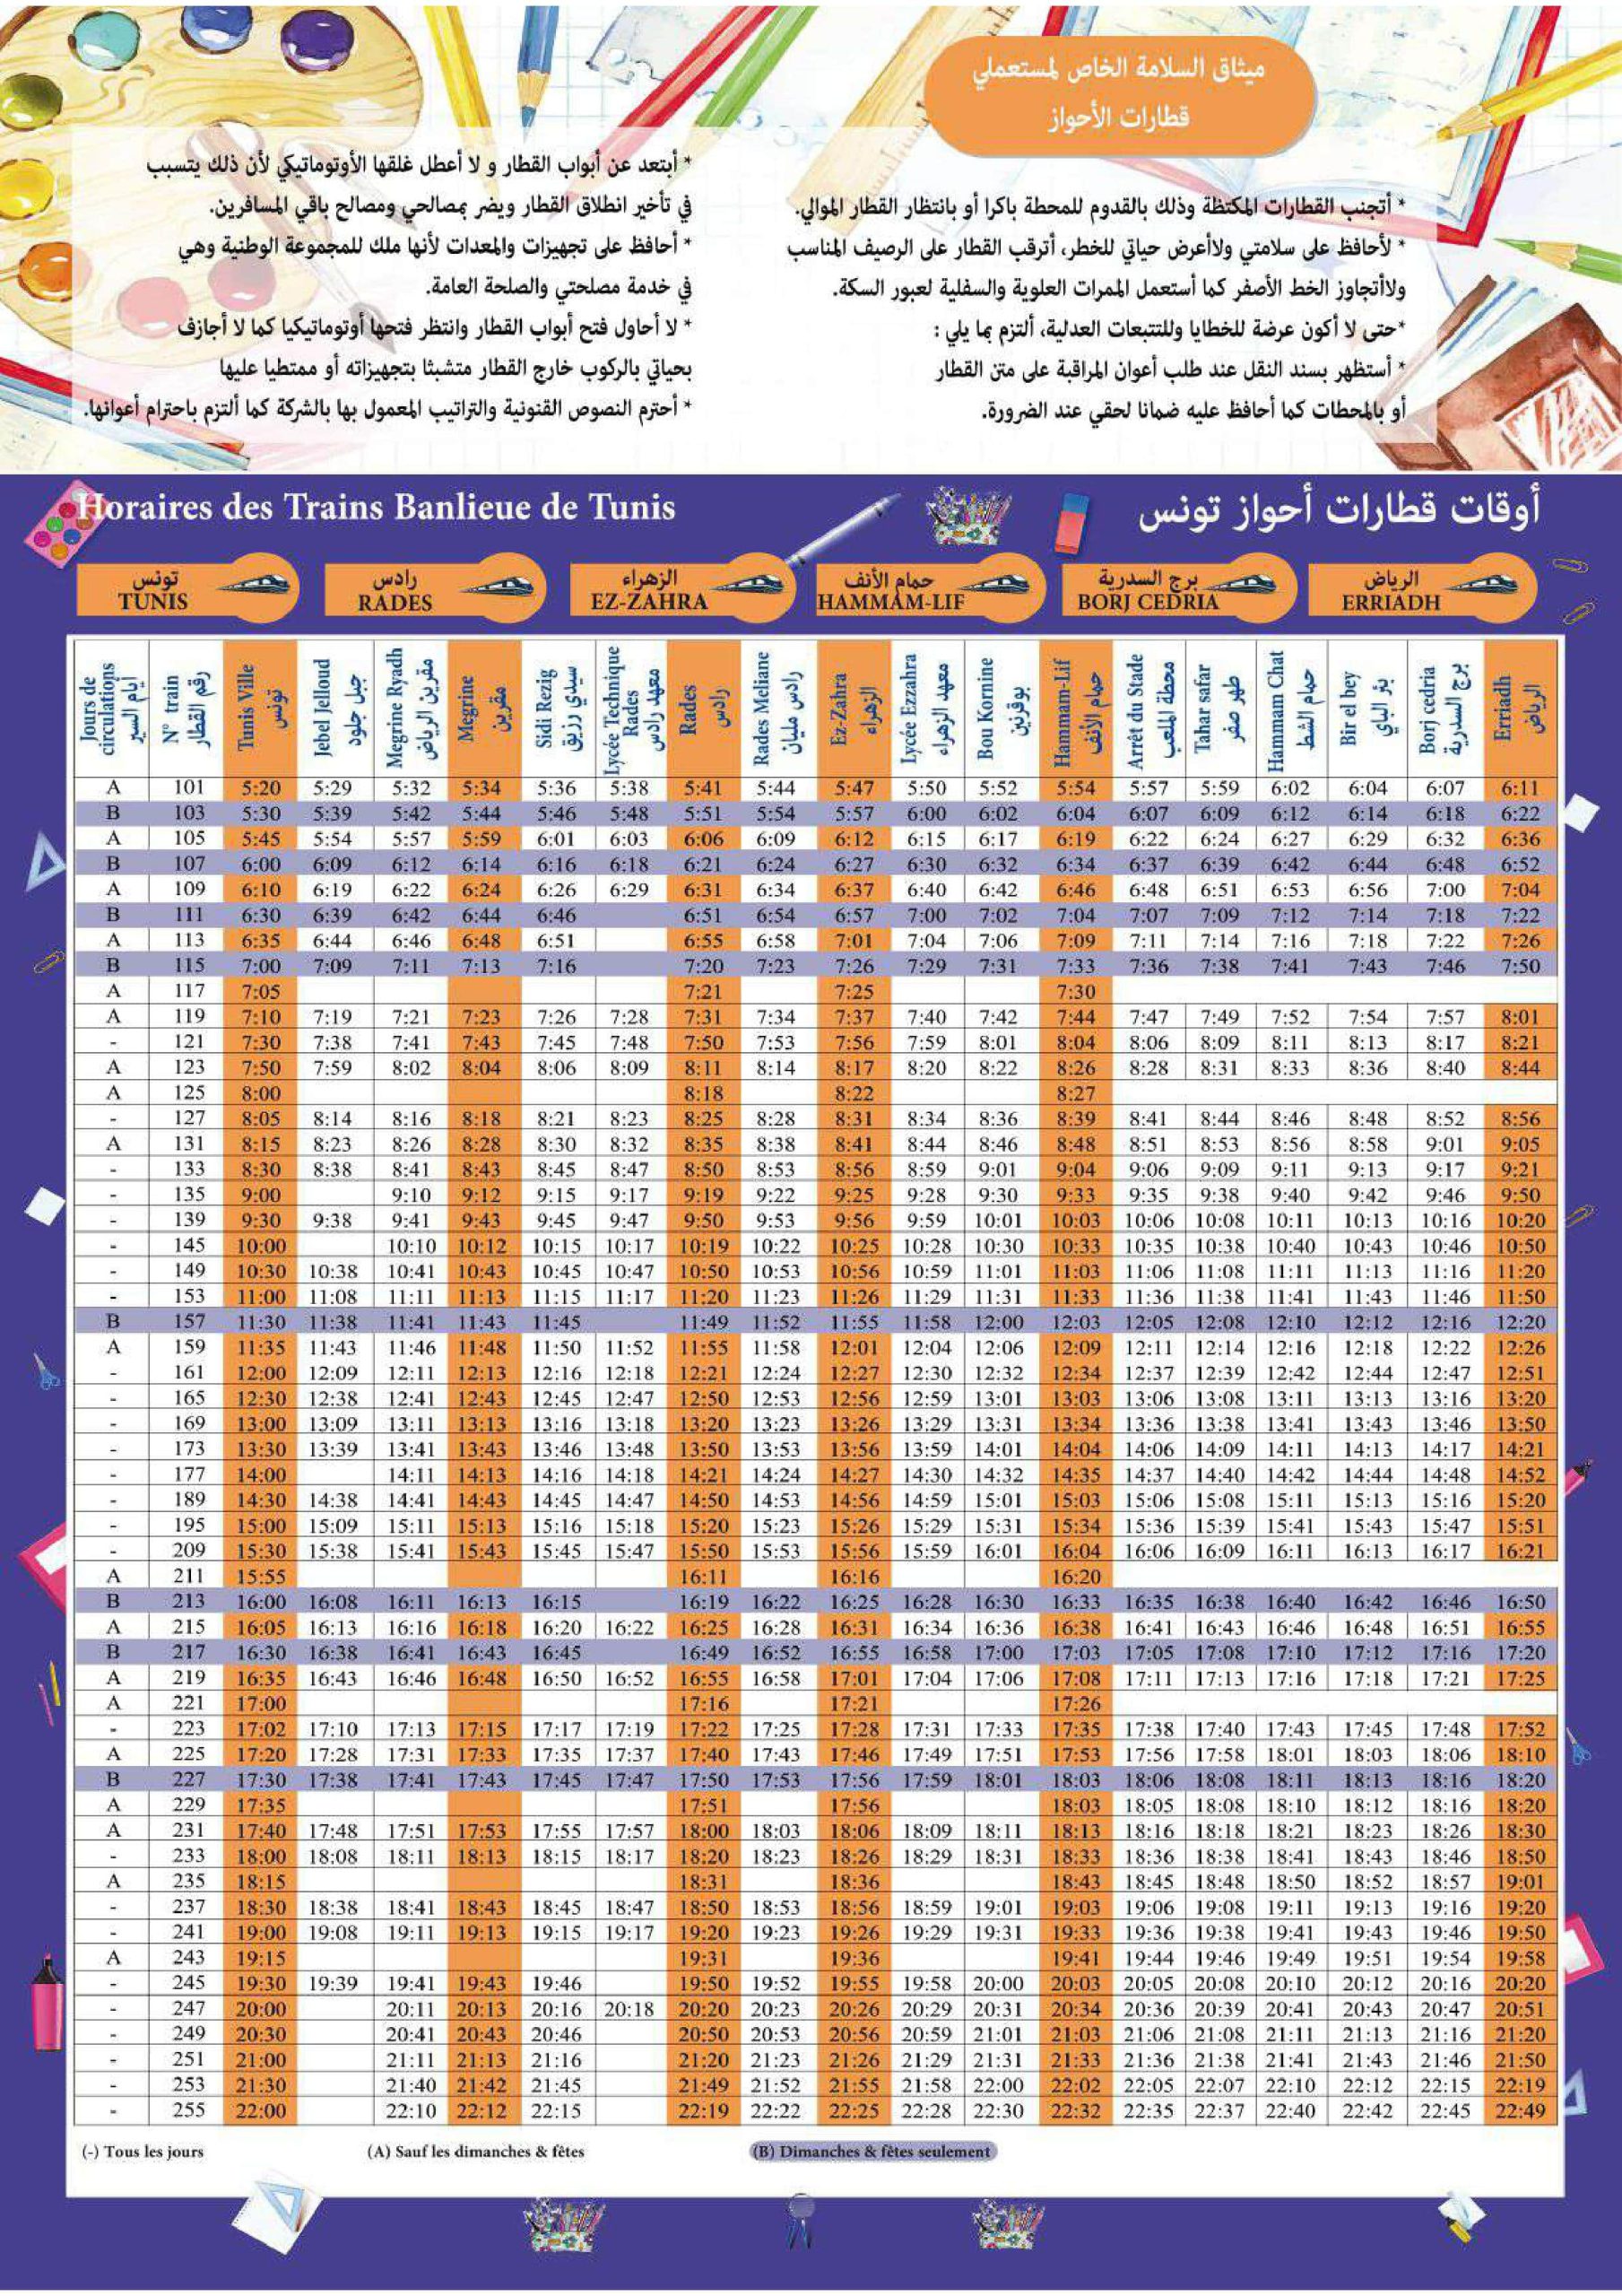 ميثاق السلامة الخاص لمستعملي
قطارات الأحواز
* أتجنب القطارات المكتظة وذلك بالقدوم للمحطة باكرا أو بانتظار القطار الموالي.
* لأحافظ على سلامتي ولاأعرض حياتي للخطر، أترقب القطار على الرصيف المناسب
ولاأتجاوز الخط الأصفر كما أستعمل الممرات العلوية والسفلية لعبور السكة.
*حتى لا أكون عرضة للخطايا وللتتبعات العدلية، ألتزم بما يلي :
* أستظهر بسند النقل عند طلب أعوان المراقبة على متن القطار
أو بالمحطات كما أحافظ عليه ضمانا لحقي عند الضرورة.
* أبتعد عن أبواب القطار و لا أعطل غلقها الأوتوماتيكي لأن ذلك يتسبب
في تأخير انطلاق القطار ويضر بمصالحي ومصالح باقي المسافرين.
* أحافظ على تجهيزات والمعدات لأنها ملك للمجموعة الوطنية وهي
في خدمة مصلحتي والصلحة العامة.
* لا أحاول فتح أبواب القطار وانتظر فتحها أوتوماتيكيا كما لا أجازف
بحياتي بالركوب خارج القطار متشبثا بتجهيزاته أو ممتطيا عليها
* أحترم النصوص القنونية والتراتيب المعمول بها بالشركة كما ألتزم باحترام أعوانها.
Horaires des Trains Banlieue de Tunis أوقات قطارات أحواز تونس
تونس رادس الزهراء حمام الأنف برج السدرية الرياض
TUNIS RADES EZ-ZAHRA HAMMAM-LIF BORJ CEDRIA ERRIADH
Jours de circulations أيام السير
N° train رقم القطار
Tunis Ville تونس
Jebel Jelloud جبل جلود
Megrine Ryadh مقرين الرياض
Megrine مقرين
Sidi Rezig سيدي رزيق
Lycée Technique Rades معهد رادس
Rades رادس
Rades Meliane رادس مليان
Ez-Zahra الزهراء
Lycée Ezzahra معهد الزهراء
Bou Kornine بوقرنين
Hammam-Lif حمام الأنف
Arrét du Stade محطة الملعب
Tahar safar طهر صفر
Hammam Chat حمام الشط
Bir el bey بئر الباي
Borj cedria برج السدرية
Erriadh الرياض
A 101 5:20 5:29 5:32 5:34 5:36 5:38 5:41 5:44 5:47 5:50 5:52 5:54 5:57 5:59 6:02 6:04 6:07 6:11
B 103 5:30 5:39 5:42 5:44 5:46 5:48 5:51 5:54 5:57 6:00 6:02 6:04 6:07 6:09 6:12 6:14 6:18 6:22
A 105 5:45 5:54 5:57 5:59 6:01 6:03 6:06 6:09 6:12 6:15 6:17 6:19 6:22 6:24 6:27 6:29 6:32 6:36
B 107 6:00 6:09 6:12 6:14 6:16 6:18 6:21 6:24 6:27 6:30 6:32 6:34 6:37 6:39 6:42 6:44 6:48 6:52
A 109 6:10 6:19 6:22 6:24 6:26 6:29 6:31 6:34 6:37 6:40 6:42 6:46 6:48 6:51 6:53 6:56 7:00 7:04
B 111 6:30 6:39 6:42 6:44 6:46 6:51 6:54 6:57 7:00 7:02 7:04 7:07 7:09 7:12 7:14 7:18 7:22
A 113 6:35 6:44 6:46 6:48 6:51 6:55 6:58 7:01 7:04 7:06 7:09 7:11 7:14 7:16 7:18 7:22 7:26
B 115 7:00 7:09 7:11 7:13 7:16 7:20 7:23 7:26 7:29 7:31 7:33 7:36 7:38 7:41 7:43 7:46 7:50
A 117 7:05 7:21 7:25 7:30
A 119 7:10 7:19 7:21 7:23 7:26 7:28 7:31 7:34 7:37 7:40 7:42 7:44 7:47 7:49 7:52 7:54 7:57 8:01
- 121 7:30 7:38 7:41 7:43 7:45 7:48 7:50 7:53 7:56 7:59 8:01 8:04 8:06 8:09 8:11 8:13 8:17 8:21
A 123 7:50 7:59 8:02 8:04 8:06 8:09 8:11 8:14 8:17 8:20 8:22 8:26 8:28 8:31 8:33 8:36 8:40 8:44
A 125 8:00 8:18 8:22 8:27
- 127 8:05 8:14 8:16 8:18 8:21 8:23 8:25 8:28 8:31 8:34 8:36 8:39 8:41 8:44 8:46 8:48 8:52 8:56
A 131 8:15 8:23 8:26 8:28 8:30 8:32 8:35 8:38 8:41 8:44 8:46 8:48 8:51 8:53 8:56 8:58 9:01 9:05
- 133 8:30 8:38 8:41 8:43 8:45 8:47 8:50 8:53 8:56 8:59 9:01 9:04 9:06 9:09 9:11 9:13 9:17 9:21
- 135 9:00 9:10 9:12 9:15 9:17 9:19 9:22 9:25 9:28 9:30 9:33 9:35 9:38 9:40 9:42 9:46 9:50
- 139 9:30 9:38 9:41 9:43 9:45 9:47 9:50 9:53 9:56 9:59 10:01 10:03 10:06 10:08 10:11 10:13 10:16 10:20
- 145 10:00 10:10 10:12 10:15 10:17 10:19 10:22 10:25 10:28 10:30 10:33 10:35 10:38 10:40 10:43 10:46 10:50
- 149 10:30 10:38 10:41 10:43 10:45 10:47 10:50 10:53 10:56 10:59 11:01 11:03 11:06 11:08 11:11 11:13 11:16 11:20
- 153 11:00 11:08 11:11 11:13 11:15 11:17 11:20 11:23 11:26 11:29 11:31 11:33 11:36 11:38 11:41 11:43 11:46 11:50
B 157 11:30 11:38 11:41 11:43 11:45 11:49 11:52 11:55 11:58 12:00 12:03 12:05 12:08 12:10 12:12 12:16 12:20
A 159 11:35 11:43 11:46 11:48 11:50 11:52 11:55 11:58 12:01 12:04 12:06 12:09 12:11 12:14 12:16 12:18 12:22 12:26
- 161 12:00 12:09 12:11 12:13 12:16 12:18 12:21 12:24 12:27 12:30 12:32 12:34 12:37 12:39 12:42 12:44 12:47 12:51
- 165 12:30 12:38 12:41 12:43 12:45 12:47 12:50 12:53 12:56 12:59 13:01 13:03 13:06 13:08 13:11 13:13 13:16 13:20
- 169 13:00 13:09 13:11 13:13 13:16 13:18 13:20 13:23 13:26 13:29 13:31 13:34 13:36 13:38 13:41 13:43 13:46 13:50
- 173 13:30 13:39 13:41 13:43 13:46 13:48 13:50 13:53 13:56 13:59 14:01 14:04 14:06 14:09 14:11 14:13 14:17 14:21
- 177 14:00 14:11 14:13 14:16 14:18 14:21 14:24 14:27 14:30 14:32 14:35 14:37 14:40 14:42 14:44 14:48 14:52
- 189 14:30 14:38 14:41 14:43 14:45 14:47 14:50 14:53 14:56 14:59 15:01 15:03 15:06 15:08 15:11 15:13 15:16 15:20
- 195 15:00 15:09 15:11 15:13 15:16 15:18 15:20 15:23 15:26 15:29 15:31 15:34 15:36 15:39 15:41 15:43 15:47 15:51
- 209 15:30 15:38 15:41 15:43 15:45 15:47 15:50 15:53 15:56 15:59 16:01 16:04 16:06 16:09 16:11 16:13 16:17 16:21
A 211 15:55 16:11 16:16 16:20
B 213 16:00 16:08 16:11 16:13 16:15 16:19 16:22 16:25 16:28 16:30 16:33 16:35 16:38 16:40 16:42 16:46 16:50
A 215 16:05 16:13 16:16 16:18 16:20 16:22 16:25 16:28 16:31 16:34 16:36 16:38 16:41 16:43 16:46 16:48 16:51 16:55
B 217 16:30 16:38 16:41 16:43 16:45 16:49 16:52 16:55 16:58 17:00 17:03 17:05 17:08 17:10 17:12 17:16 17:20
A 219 16:35 16:43 16:46 16:48 16:50 16:52 16:55 16:58 17:01 17:04 17:06 17:08 17:11 17:13 17:16 17:18 17:21 17:25
A 221 17:00 17:16 17:21 17:26
- 223 17:02 17:10 17:13 17:15 17:17 17:19 17:22 17:25 17:28 17:31 17:33 17:35 17:38 17:40 17:43 17:45 17:48 17:52
A 225 17:20 17:28 17:31 17:33 17:35 17:37 17:40 17:43 17:46 17:49 17:51 17:53 17:56 17:58 18:01 18:03 18:06 18:10
B 227 17:30 17:38 17:41 17:43 17:45 17:47 17:50 17:53 17:56 17:59 18:01 18:03 18:06 18:08 18:11 18:13 18:16 18:20
A 229 17:35 17:51 17:56 18:03 18:05 18:08 18:10 18:12 18:16 18:20
A 231 17:40 17:48 17:51 17:53 17:55 17:57 18:00 18:03 18:06 18:09 18:11 18:13 18:16 18:18 18:21 18:23 18:26 18:30
- 233 18:00 18:08 18:11 18:13 18:15 18:17 18:20 18:23 18:26 18:29 18:31 18:33 18:36 18:38 18:41 18:43 18:46 18:50
A 235 18:15 18:31 18:36 18:43 18:45 18:48 18:50 18:52 18:57 19:01
- 237 18:30 18:38 18:41 18:43 18:45 18:47 18:50 18:53 18:56 18:59 19:01 19:03 19:06 19:08 19:11 19:13 19:16 19:20
- 241 19:00 19:08 19:11 19:13 19:15 19:17 19:20 19:23 19:26 19:29 19:31 19:33 19:36 19:38 19:41 19:43 19:46 19:50
A 243 19:15 19:31 19:36 19:41 19:44 19:46 19:49 19:51 19:54 19:58
- 245 19:30 19:39 19:41 19:43 19:46 19:50 19:52 19:55 19:58 20:00 20:03 20:05 20:08 20:10 20:12 20:16 20:20
- 247 20:00 20:11 20:13 20:16 20:18 20:20 20:23 20:26 20:29 20:31 20:34 20:36 20:39 20:41 20:43 20:47 20:51
- 249 20:30 20:41 20:43 20:46 20:50 20:53 20:56 20:59 21:01 21:03 21:06 21:08 21:11 21:13 21:16 21:20
- 251 21:00 21:11 21:13 21:16 21:20 21:23 21:26 21:29 21:31 21:33 21:36 21:38 21:41 21:43 21:46 21:50
- 253 21:30 21:40 21:42 21:45 21:49 21:52 21:55 21:58 22:00 22:02 22:05 22:07 22:10 22:12 22:15 22:19
- 255 22:00 22:10 22:12 22:15 22:19 22:22 22:25 22:28 22:30 22:32 22:35 22:37 22:40 22:42 22:45 22:49
(-) Tous les jours (A) Sauf les dimanches & fêtes (B) Dimanches & fêtes seulement